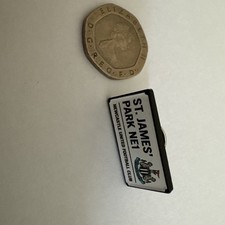 ST. JAMES'
PARK NE1
NEWCASTLE UNITED FOOTBALL CLUB